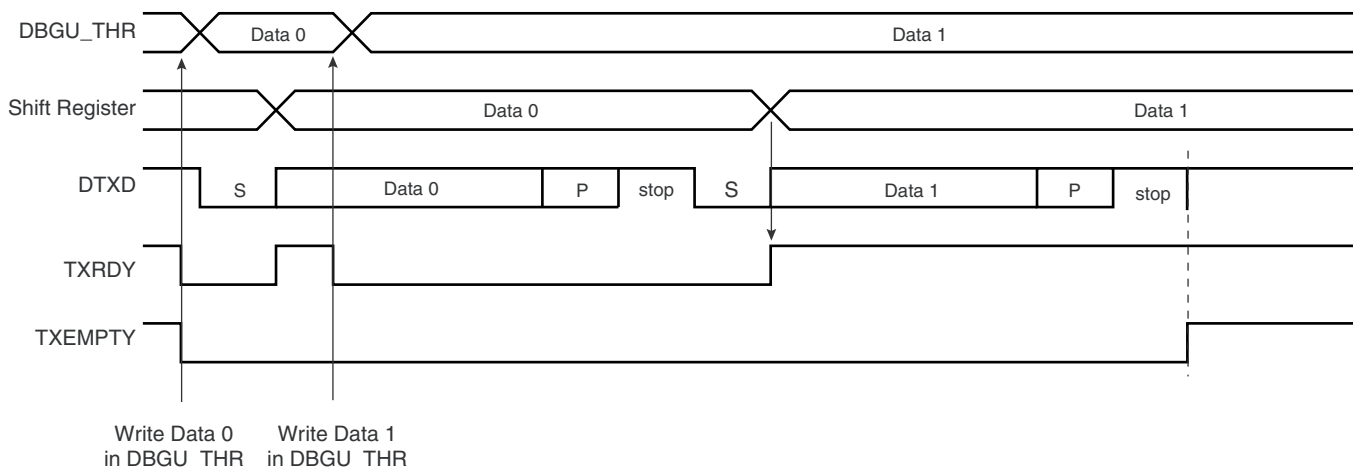 DBGU_THR
Data 0
Data 1
Shift Register
Data 0
Data 1
DTXD
S
Data 0
P
stop
S
Data 1
P
stop
TXRDY
TXEMPTY
Write Data 0
in DBGU_THR
Write Data 1
in DBGU_THR